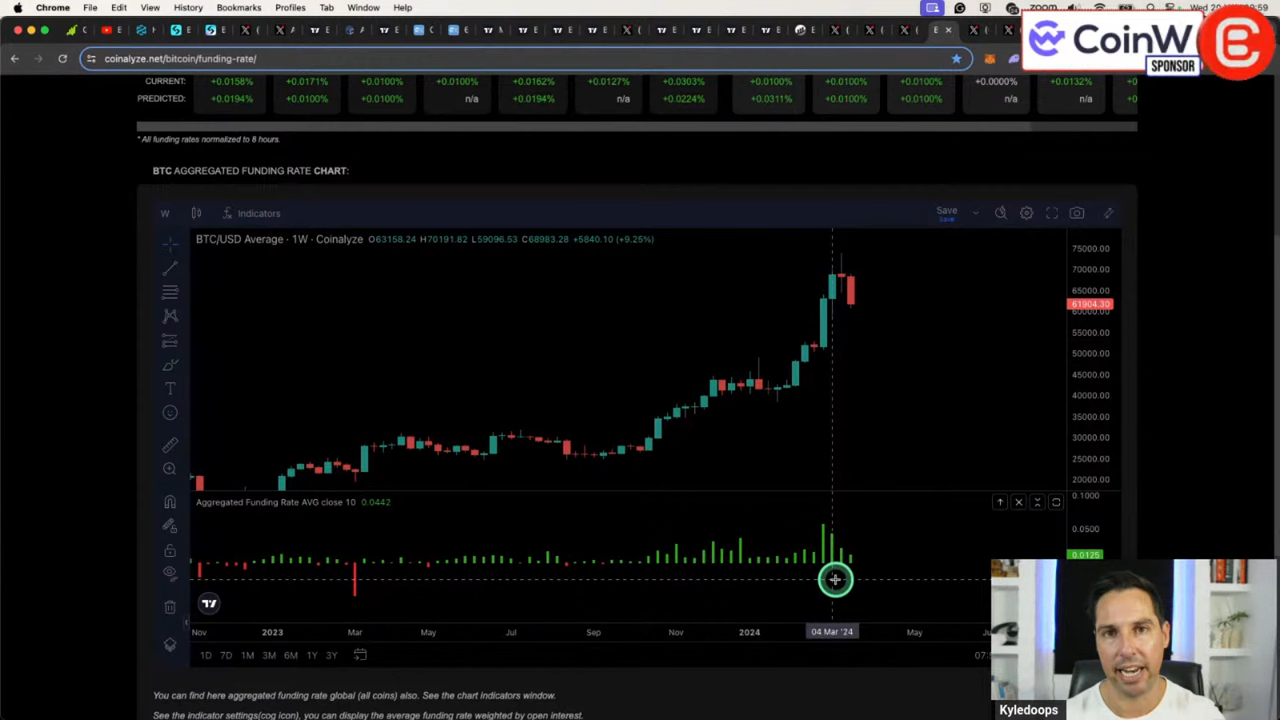 Chrome File Edit View History Bookmarks Profiles Tab Window Help
zoom
Wed 20
:59
CoinW
SPONSOR
coinalyze.net/bitcoin/funding-rate/
CURRENT: +0.0158% +0.0171% +0.0100% +0.0100% +0.0162% +0.0127% +0.0303% +0.0100% +0.0100% +0.0100% +0.0000% +0.0132% +0
PREDICTED: +0.0194% +0.0100% +0.0100% n/a +0.0194% n/a +0.0224% +0.0311% +0.0100% +0.0100% n/a n/a +0
* All funding rates normalized to 8 hours.
BTC AGGREGATED FUNDING RATE CHART:
W Indicators Save
Save
BTC/USD Average · 1W · Coinalyze O63158.24 H70191.82 L59096.53 C68983.28 +5840.10 (+9.25%)
75000.00
70000.00
65000.00
61904.30
60000.00
55000.00
50000.00
45000.00
40000.00
35000.00
30000.00
25000.00
20000.00
Aggregated Funding Rate AVG close 10 0.0442
0.1000
0.0500
0.0125
Nov 2023 Mar May Jul Sep Nov 2024 04 Mar '24 May
1D 7D 1M 3M 6M 1Y 3Y
07:5
You can find here aggregated funding rate global (all coins) also. See the chart indicators window.
See the indicator settings(cog icon), you can display the average funding rate weighted by open interest.
Kyledoops